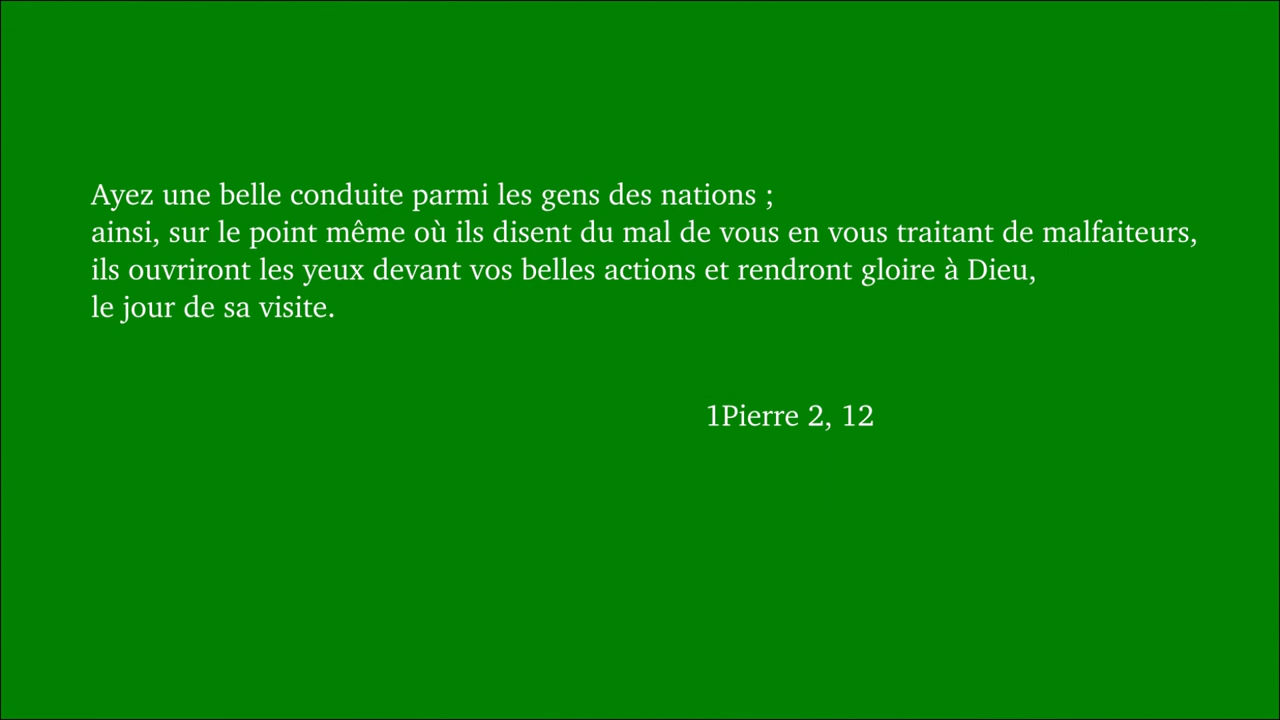 Ayez une belle conduite parmi les gens des nations ;
ainsi, sur le point même où ils disent du mal de vous en vous traitant de malfaiteurs,
ils ouvriront les yeux devant vos belles actions et rendront gloire à Dieu,
le jour de sa visite.
1Pierre 2, 12